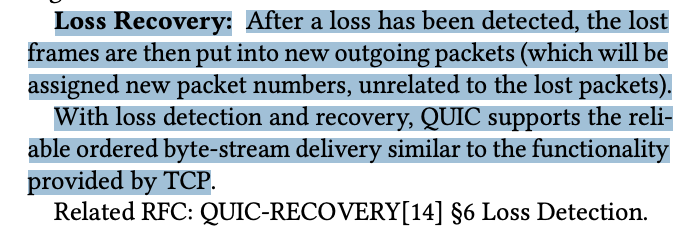 Loss Recovery: After a loss has been detected, the lost
frames are then put into new outgoing packets (which will be
assigned new packet numbers, unrelated to the lost packets).
With loss detection and recovery, QUIC supports the reli-
able ordered byte-stream delivery similar to the functionality
provided by TCP.
Related RFC: QUIC-RECOVERY[14] §6 Loss Detection.